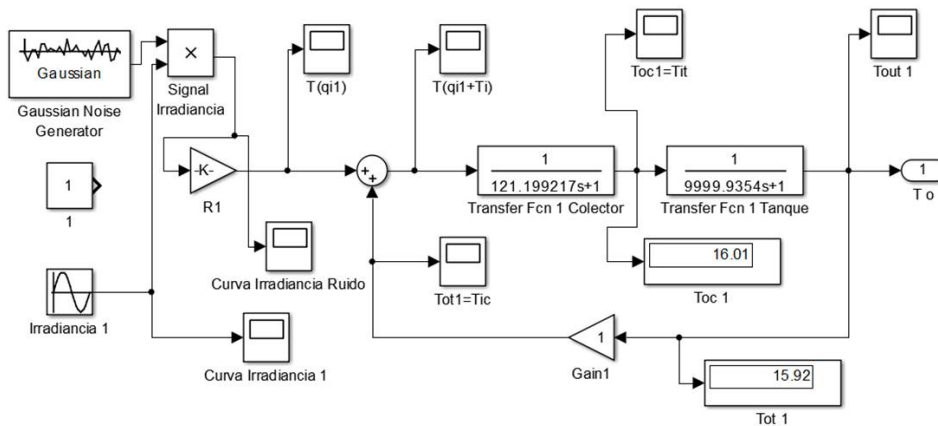 Gaussian
Gaussian Noise
Generator
×
Signal
Irradiancia
T(qi1)
T(qi1+Ti)
Toc1=Tit
Tout 1
1
1
-K-
R1
+
+
1
121.199217s+1
Transfer Fcn 1 Colector
1
9999.9354s+1
Transfer Fcn 1 Tanque
1
T o
Curva Irradiancia Ruido
Tot1=Tic
16.01
Toc 1
Irradiancia 1
Curva Irradiancia 1
1
Gain1
15.92
Tot 1